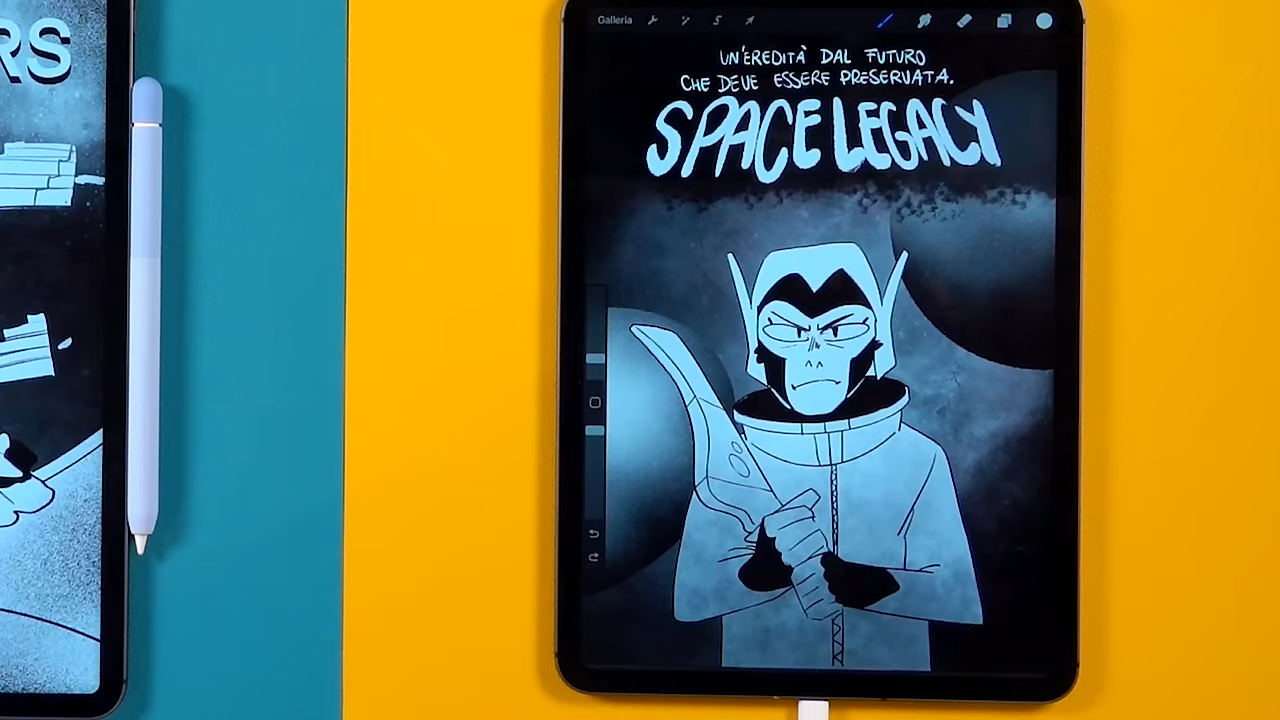 RS
Galleria
UN'EREDITÀ DAL FUTURO
CHE DEVE ESSERE PRESERVATA.
SPACE LEGACY